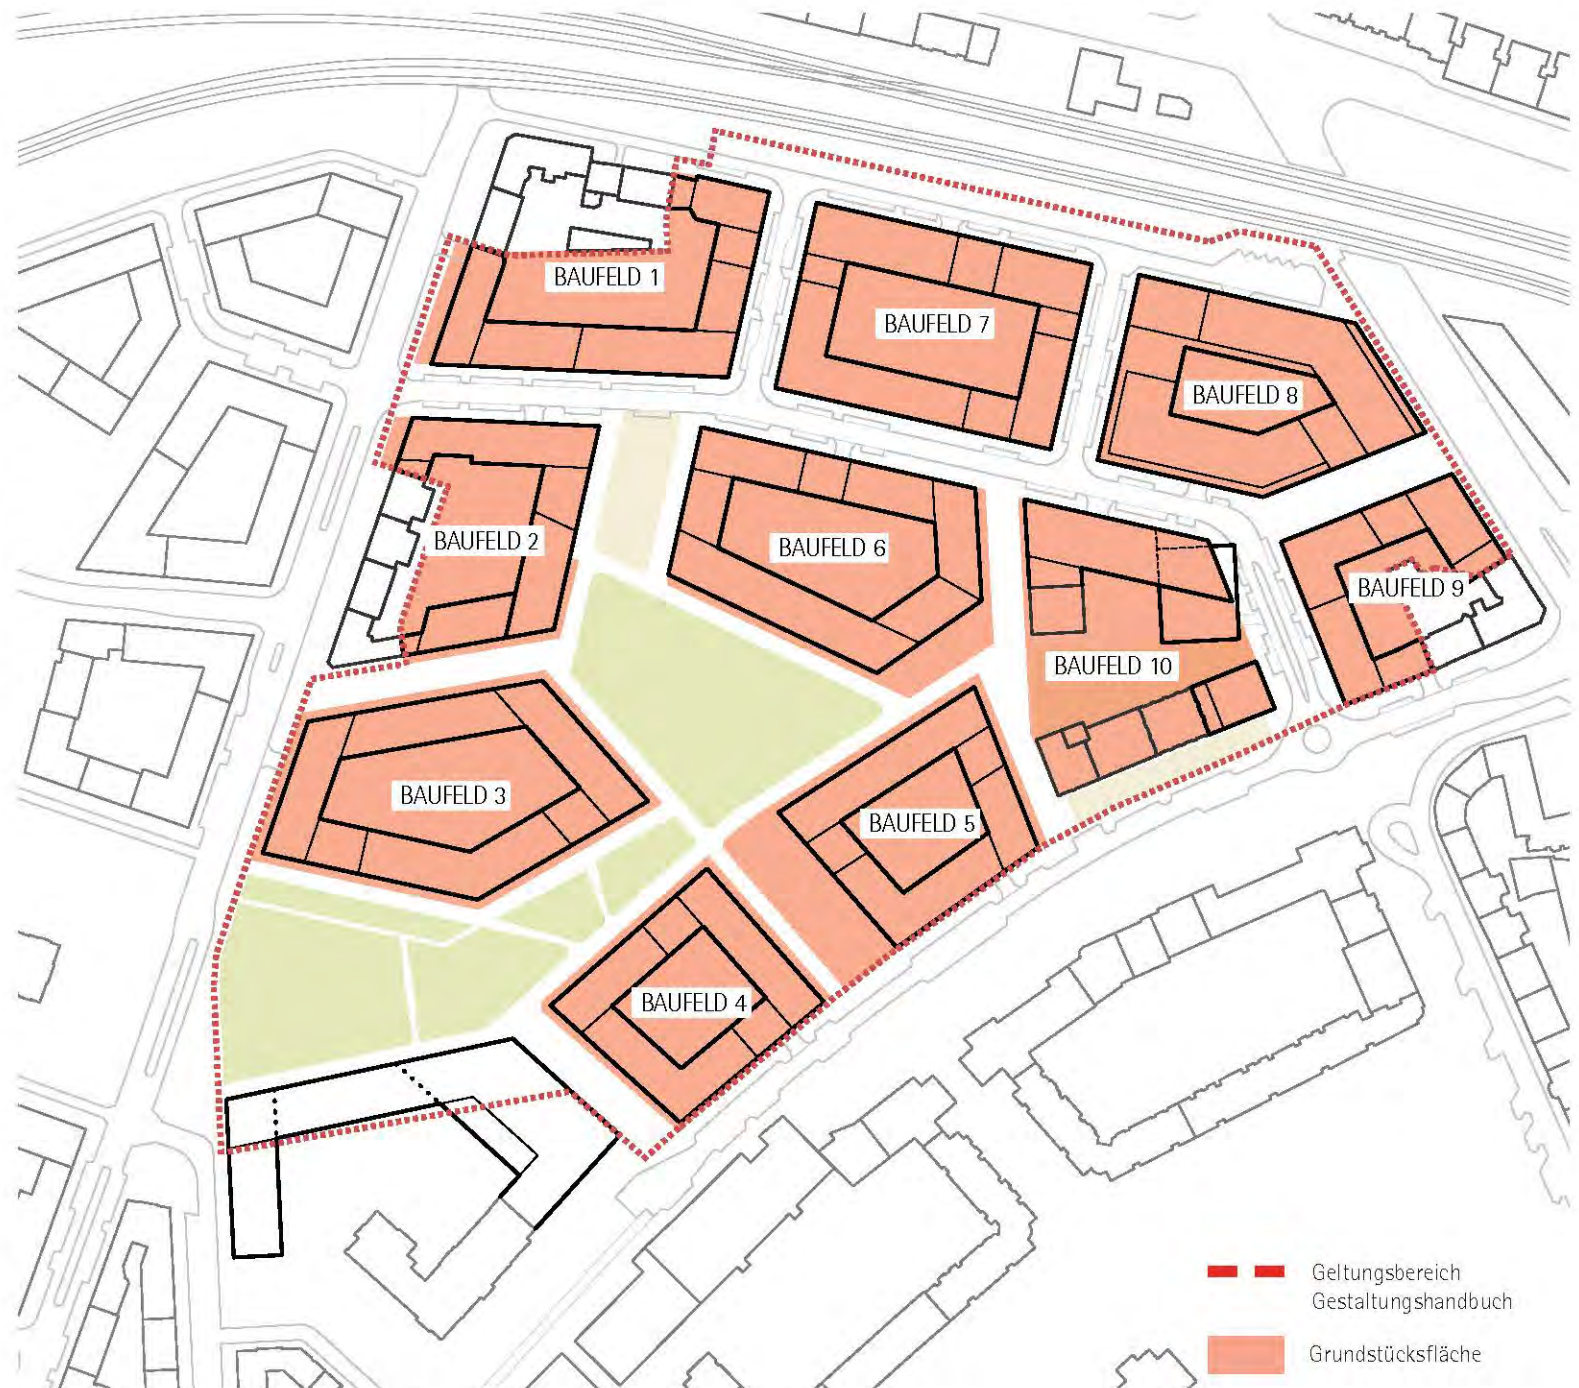 BAUFELD 1
BAUFELD 7
BAUFELD 8
BAUFELD 2
BAUFELD 6
BAUFELD 9
BAUFELD 10
BAUFELD 3
BAUFELD 5
BAUFELD 4
Geltungsbereich
Gestaltungshandbuch
Grundstücksfläche